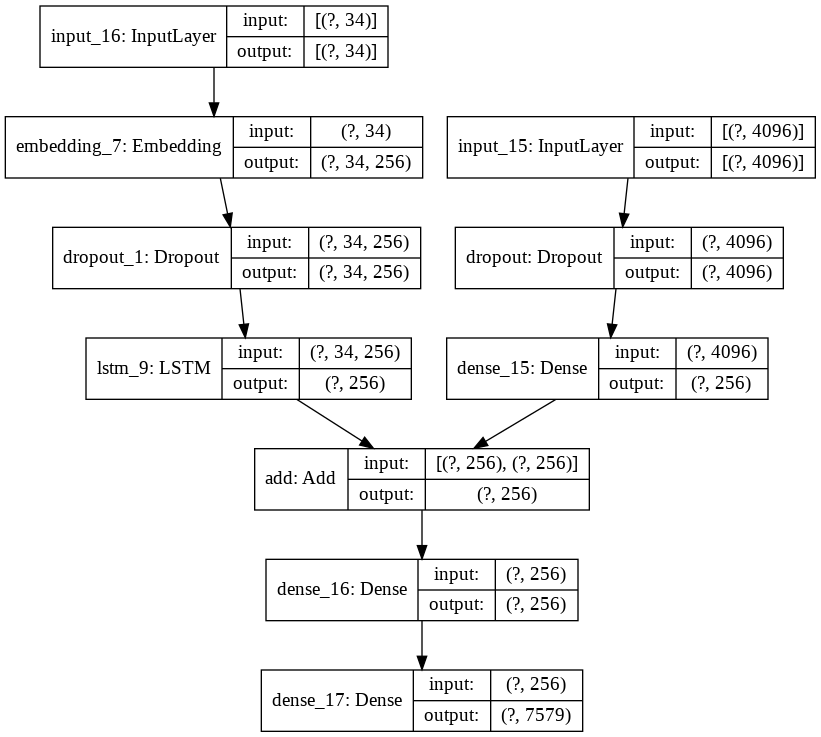 input_16: InputLayer
input: [(?, 34)]
output: [(?, 34)]
embedding_7: Embedding
input: (?, 34)
output: (?, 34, 256)
input_15: InputLayer
input: [(?, 4096)]
output: [(?, 4096)]
dropout_1: Dropout
input: (?, 34, 256)
output: (?, 34, 256)
dropout: Dropout
input: (?, 4096)
output: (?, 4096)
lstm_9: LSTM
input: (?, 34, 256)
output: (?, 256)
dense_15: Dense
input: (?, 4096)
output: (?, 256)
add: Add
input: [(?, 256), (?, 256)]
output: (?, 256)
dense_16: Dense
input: (?, 256)
output: (?, 256)
dense_17: Dense
input: (?, 256)
output: (?, 7579)